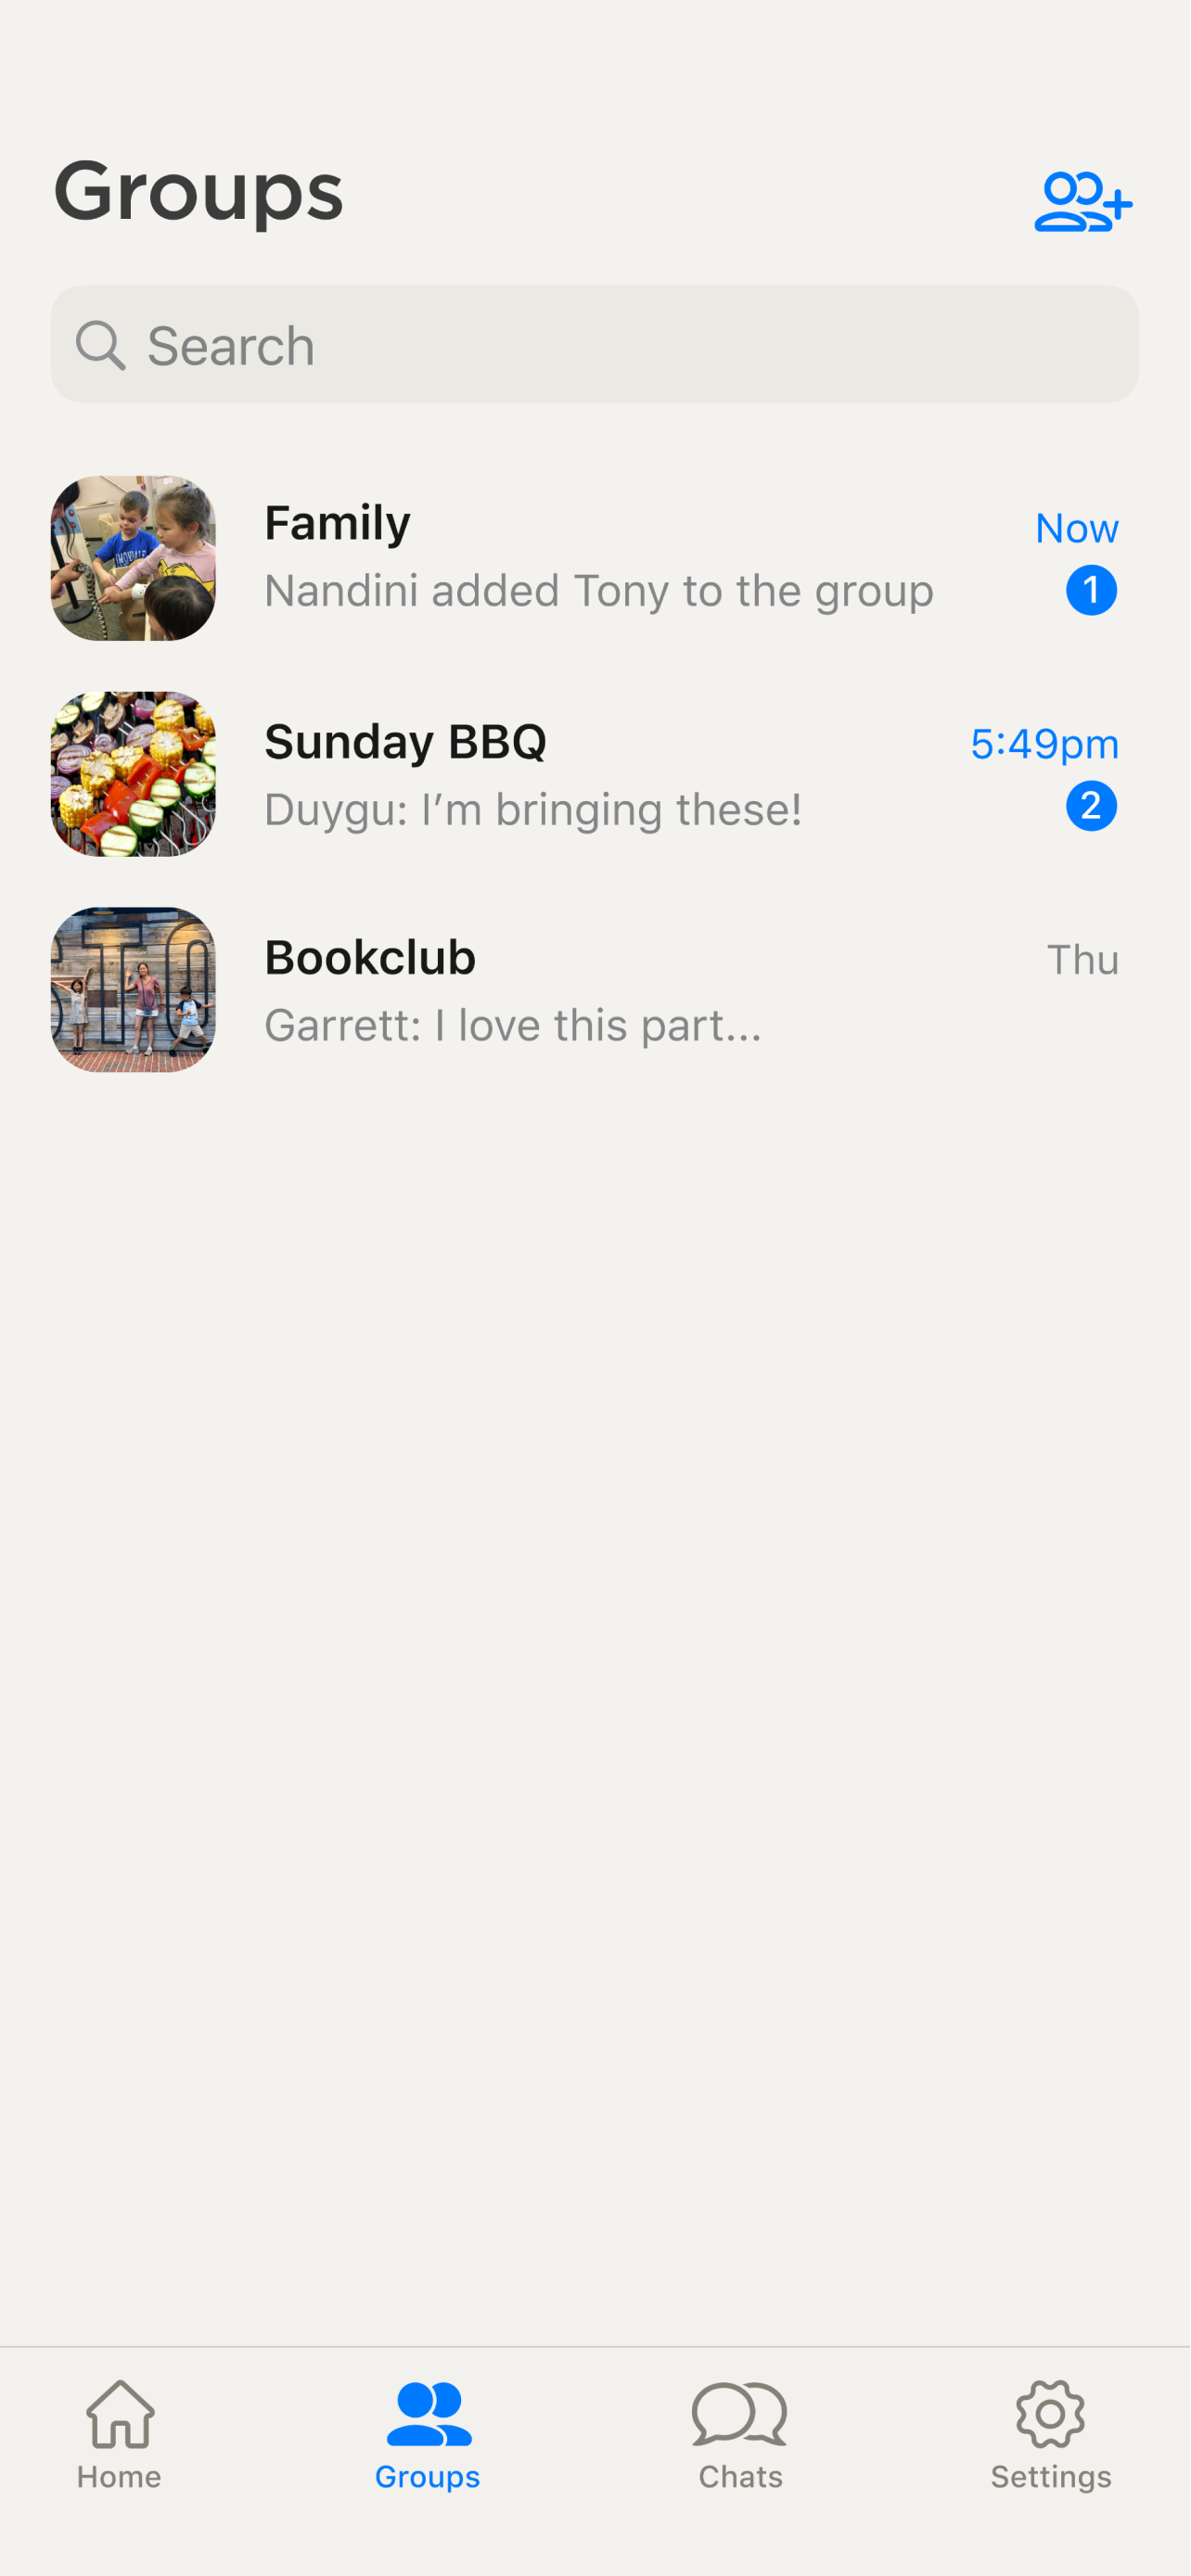 Groups
Search
Family
Now
Nandini added Tony to the group
1
Sunday BBQ
5:49pm
Duygu: I’m bringing these!
2
Bookclub
Thu
Garrett: I love this part...
Home
Groups
Chats
Settings